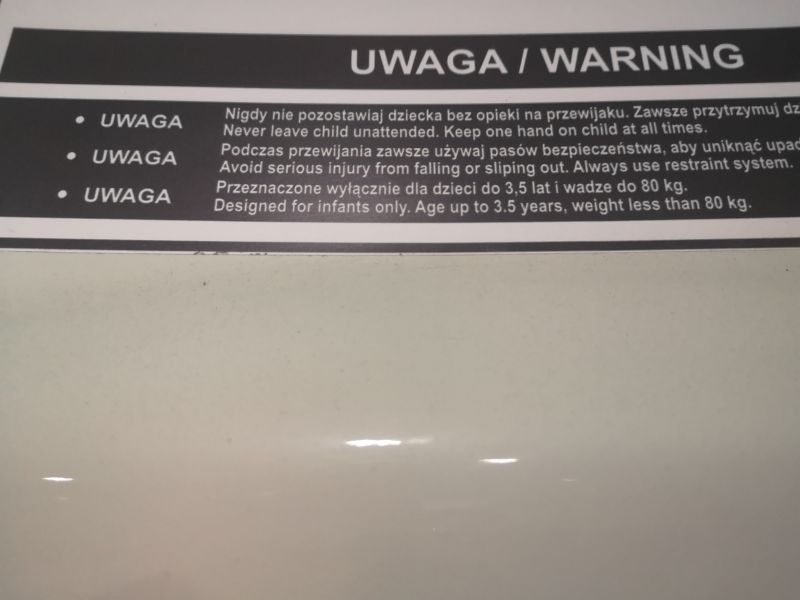 UWAGA / WARNING
• UWAGA Nigdy nie pozostawiaj dziecka bez opieki na przewijaku. Zawsze przytrzymuj
Never leave child unattended. Keep one hand on child at all times.
• UWAGA Podczas przewijania zawsze używaj pasów bezpieczeństwa, aby uniknąć
Avoid serious injury from falling or sliping out. Always use restraint system.
• UWAGA Przeznaczone wyłącznie dla dzieci do 3,5 lat i wadze do 80 kg.
Designed for infants only. Age up to 3.5 years, weight less than 80 kg.